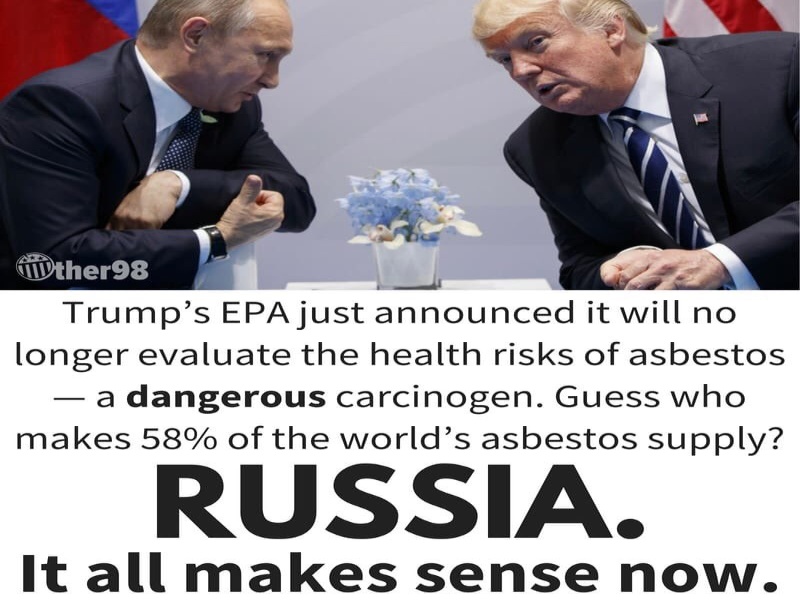 Other98
Trump’s EPA just announced it will no
longer evaluate the health risks of asbestos
— a dangerous carcinogen. Guess who
makes 58% of the world’s asbestos supply?
RUSSIA.
It all makes sense now.